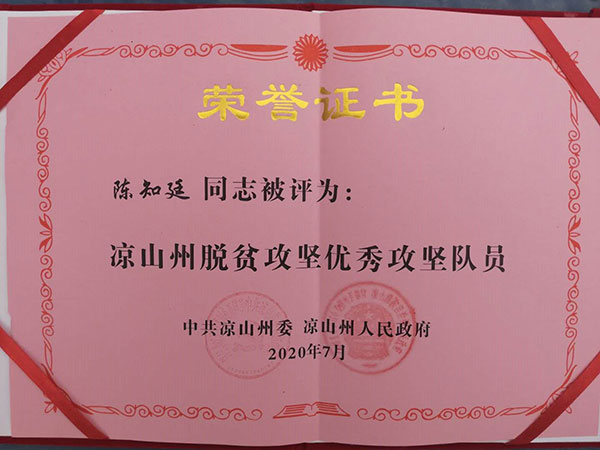 荣誉证书
陈知廷 同志被评为：
凉山州脱贫攻坚优秀攻坚队员
中共凉山州委 凉山州人民政府
2020年7月